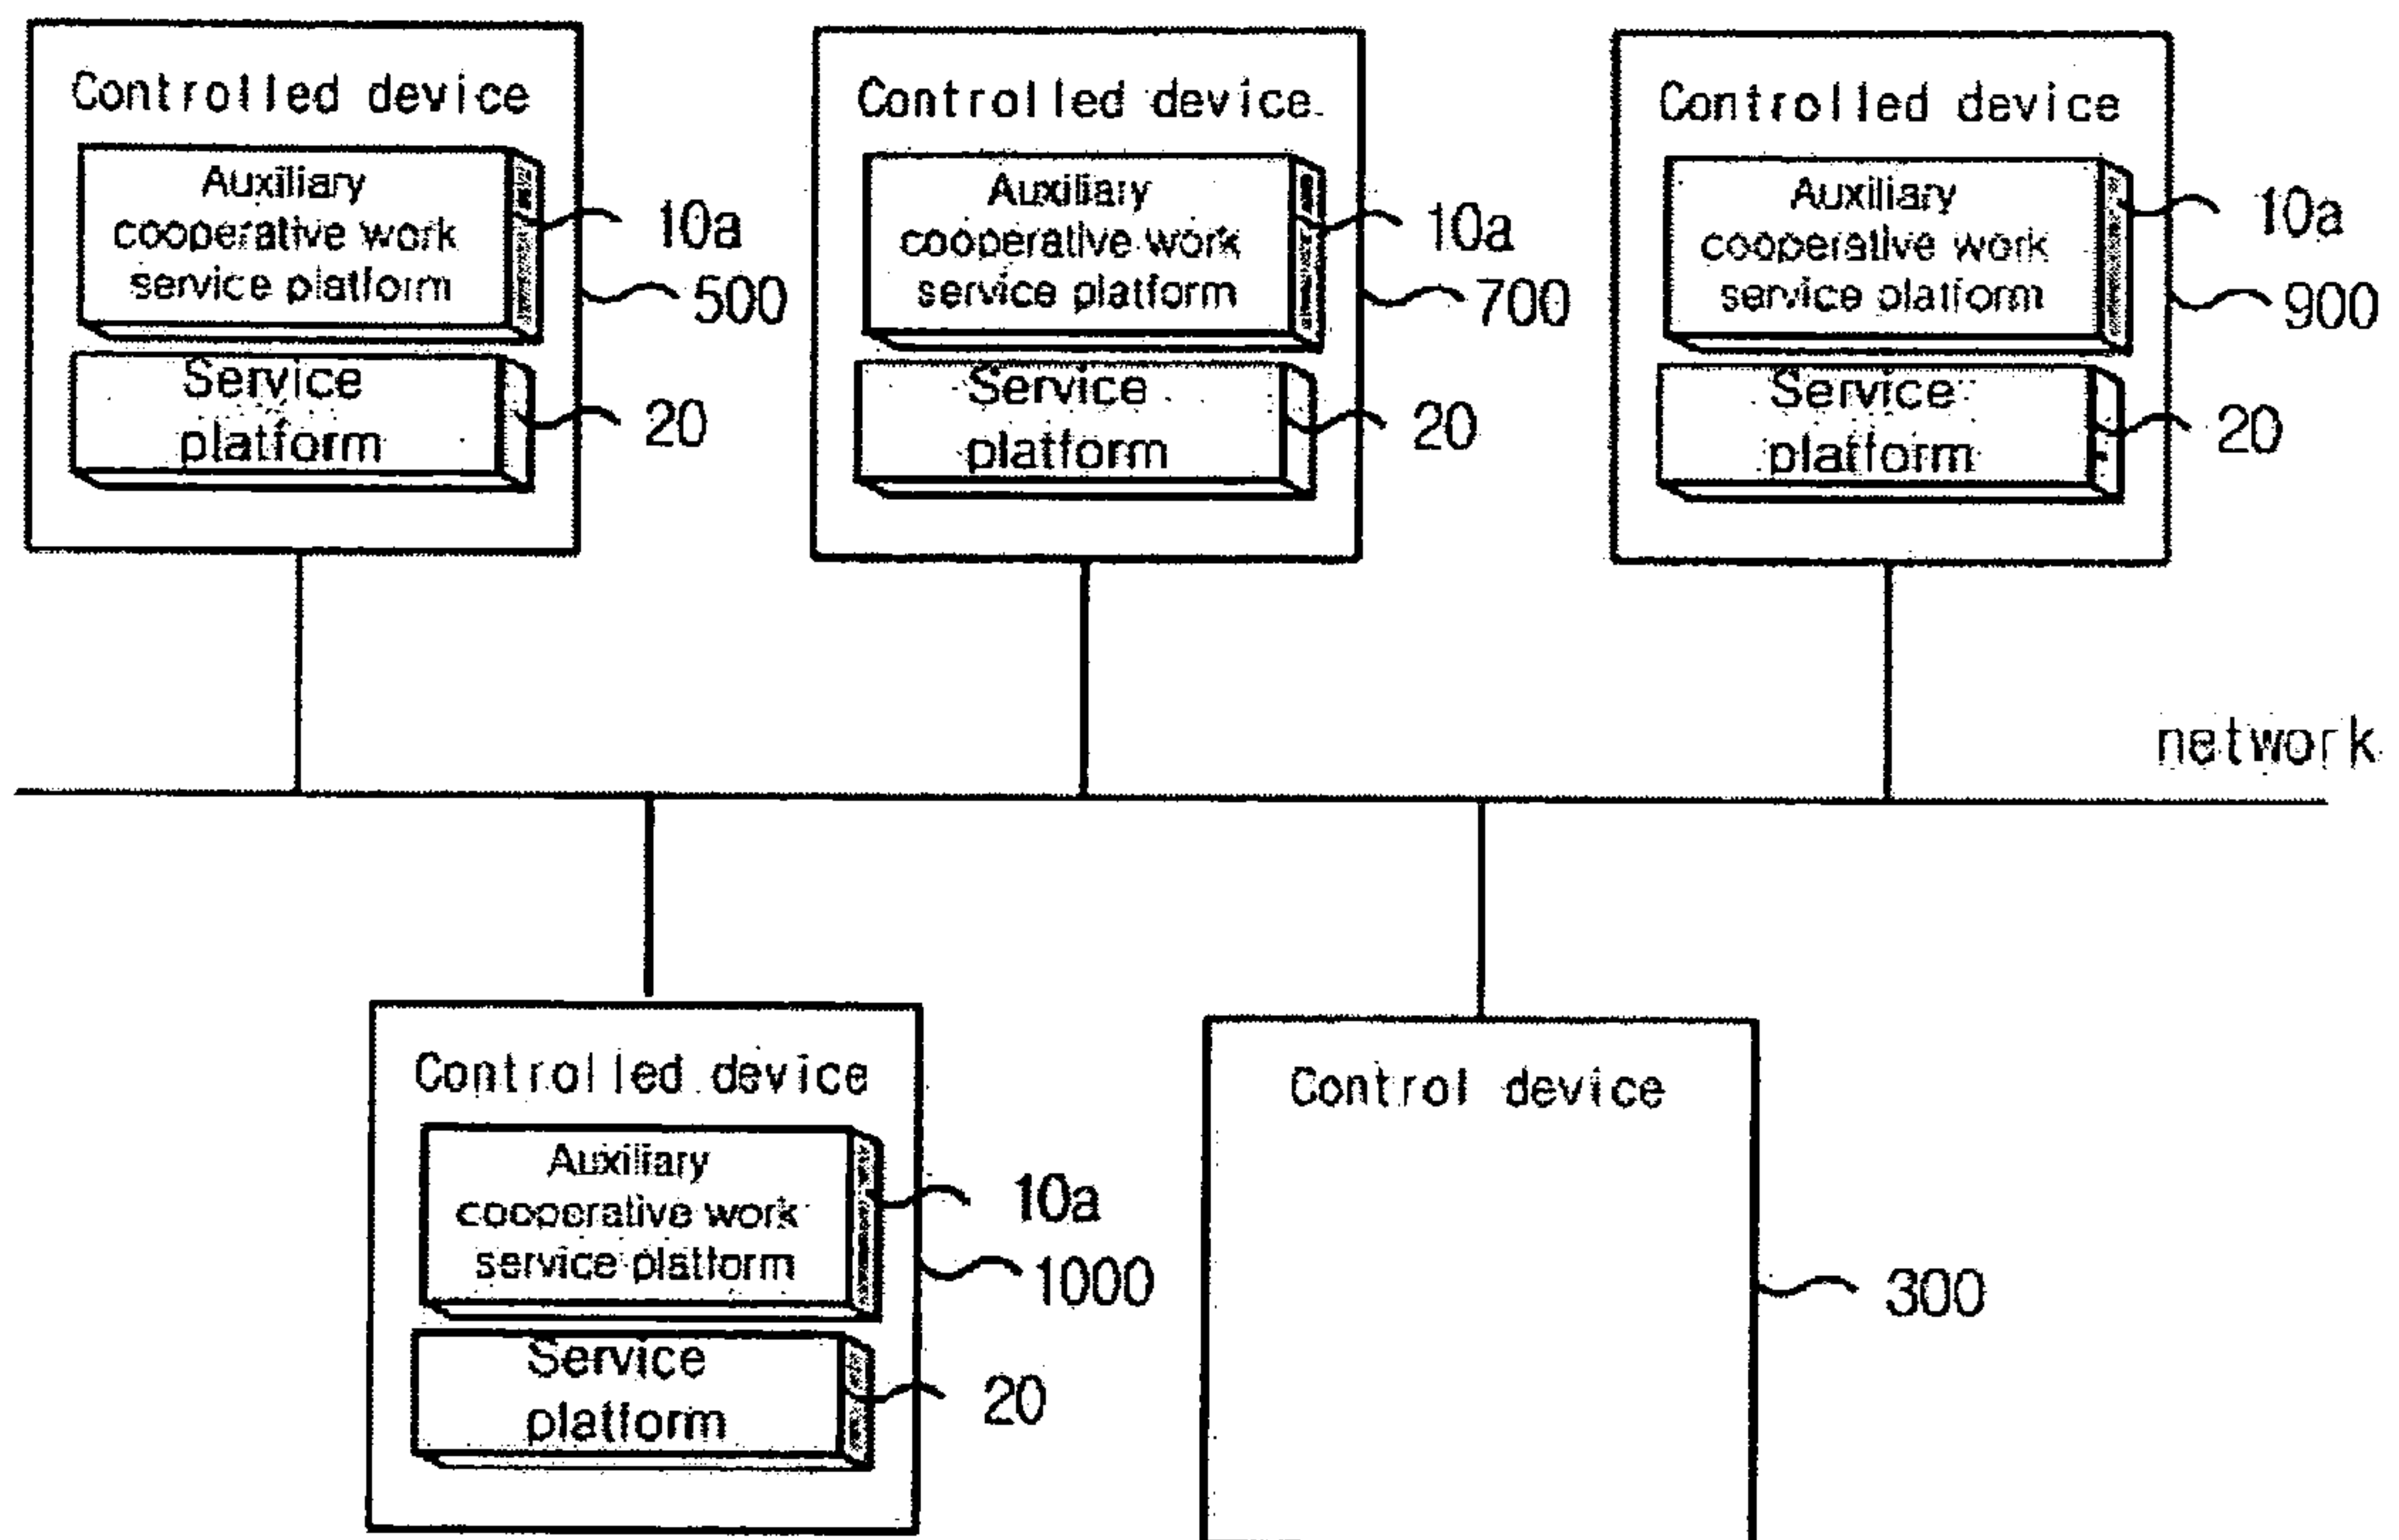 Controlled device
Auxiliary
cooperative work
service platform
10a
500
Service
platform
20
Controlled device
Auxiliary
cooperative work
service platform
10a
700
Service
platform
20
Controlled device
Auxiliary
cooperative work
service platform
10a
900
Service
platform
20
network
Controlled device
Auxiliary
cooperative work
service platform
10a
1000
Service
platform
20
Control device
300